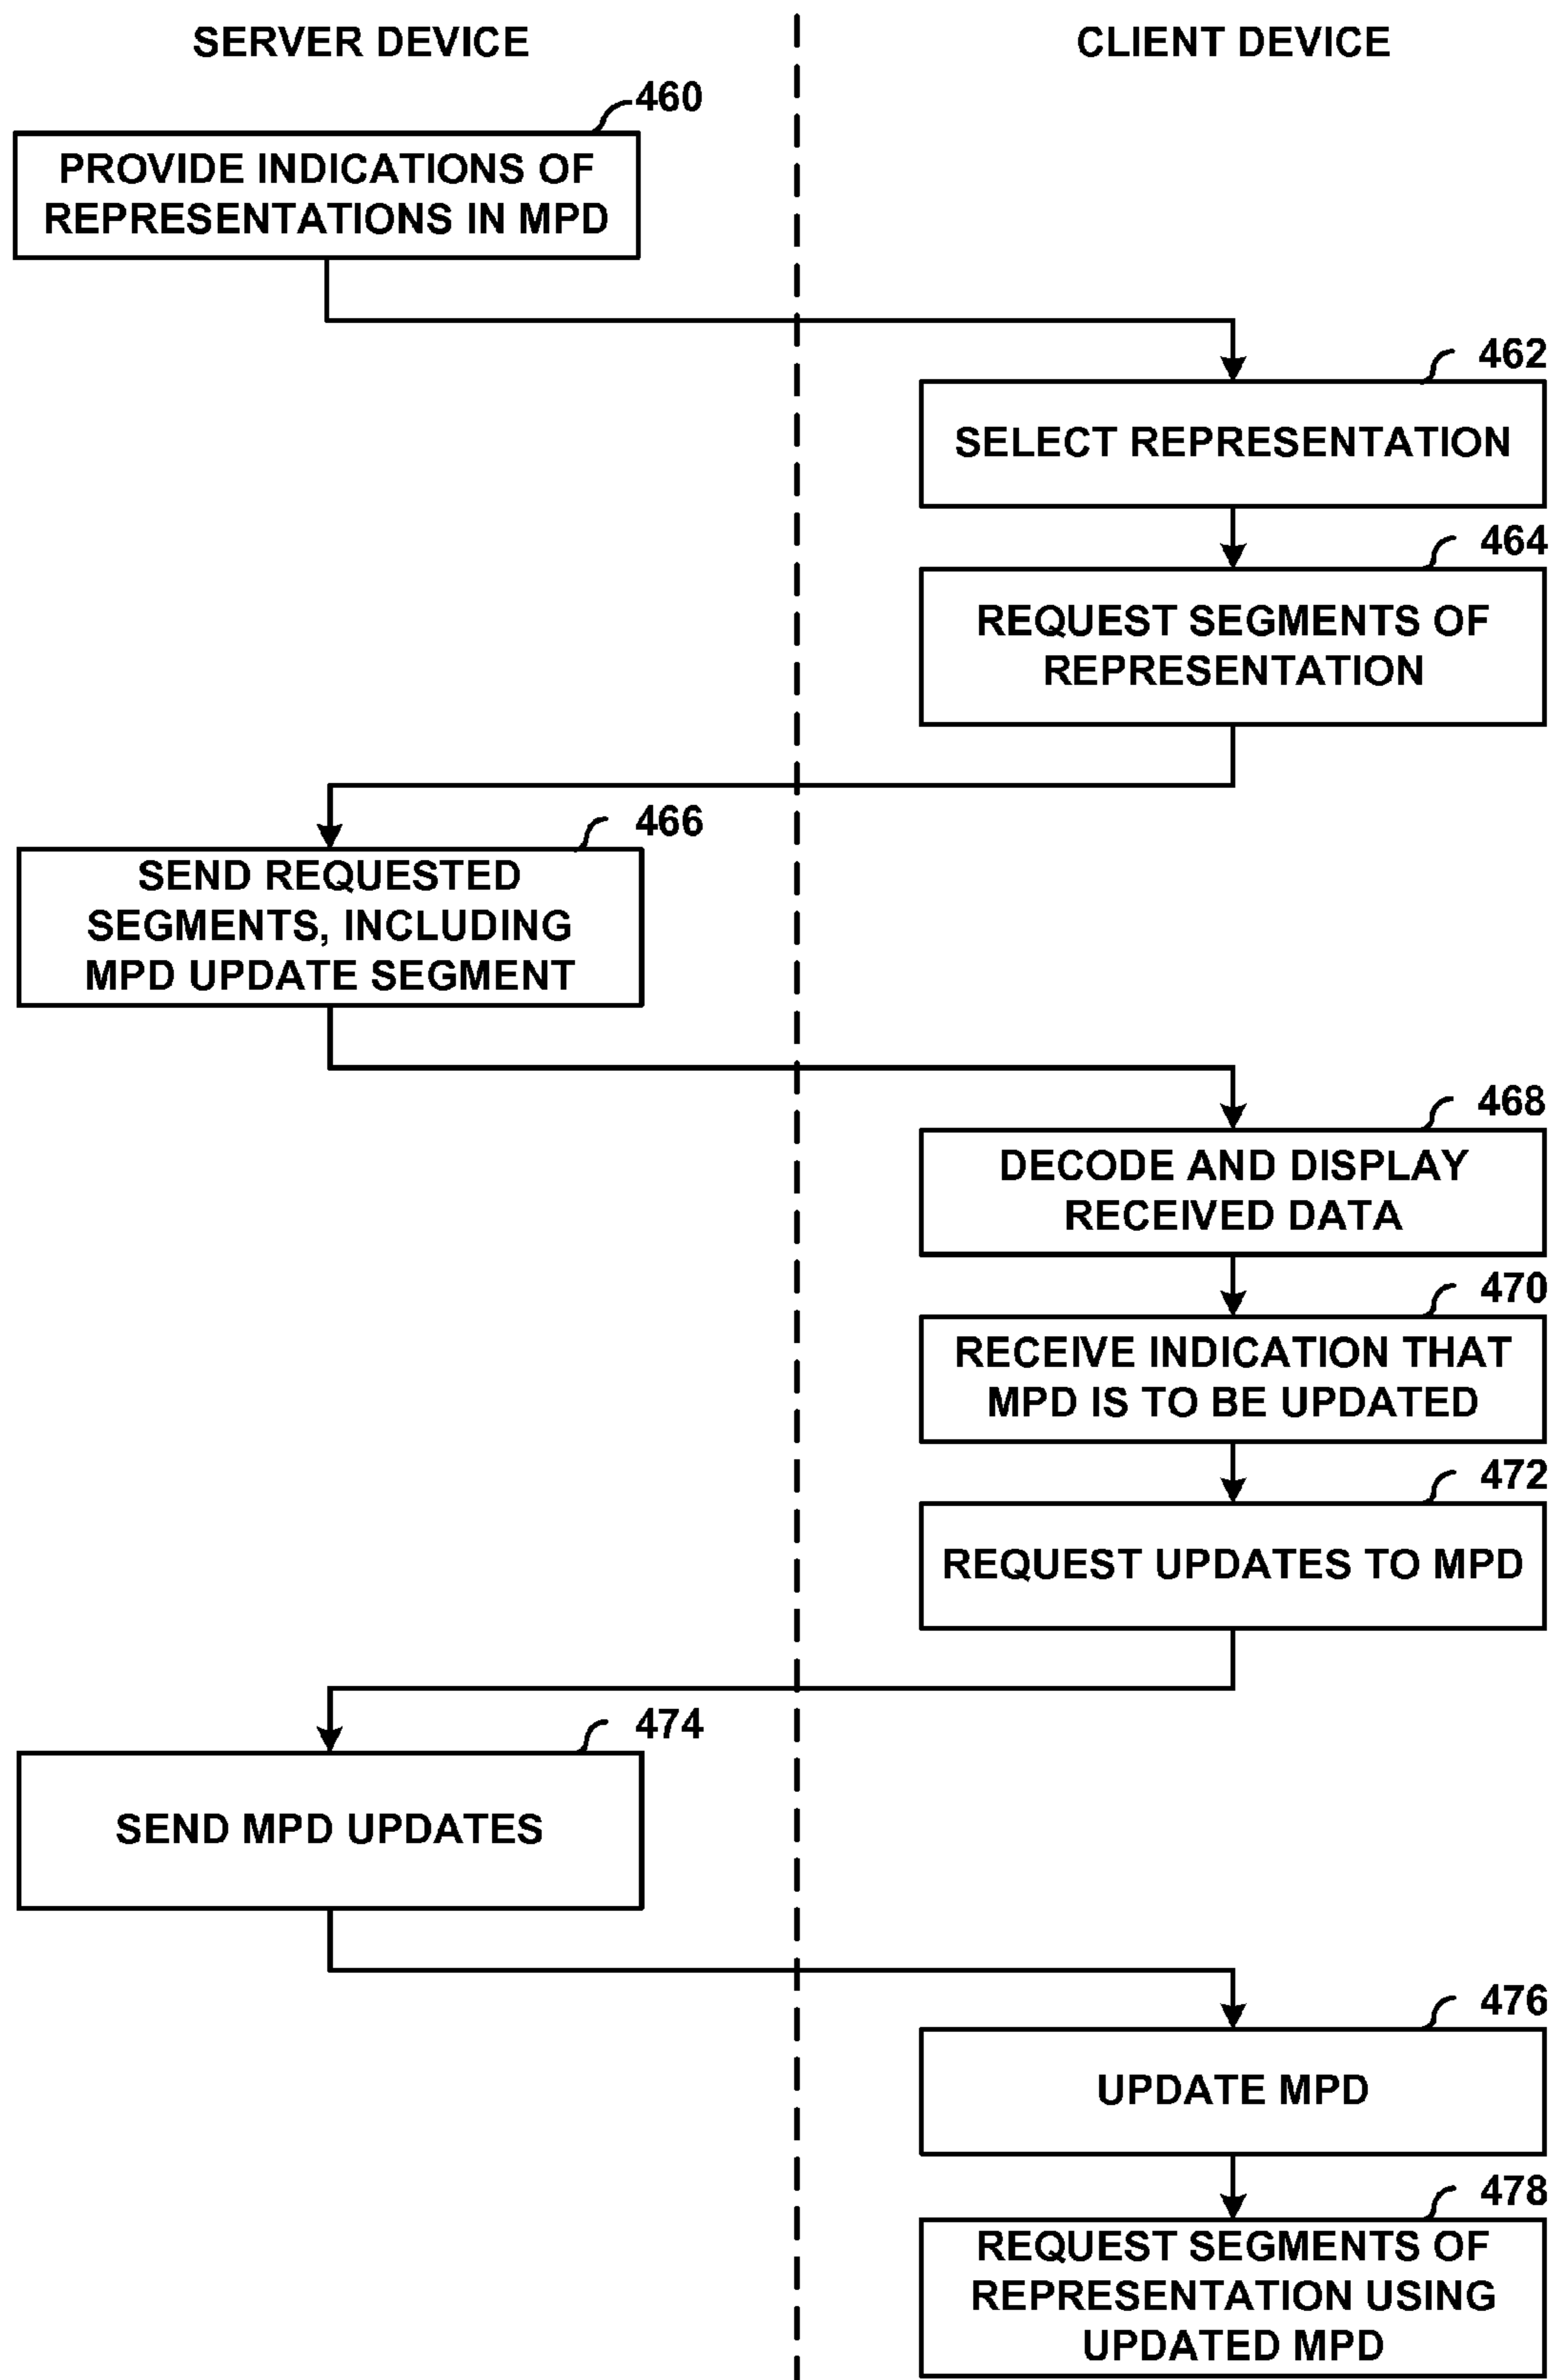 SERVER DEVICE
CLIENT DEVICE
460
PROVIDE INDICATIONS OF
REPRESENTATIONS IN MPD
462
SELECT REPRESENTATION
464
REQUEST SEGMENTS OF
REPRESENTATION
466
SEND REQUESTED
SEGMENTS, INCLUDING
MPD UPDATE SEGMENT
468
DECODE AND DISPLAY
RECEIVED DATA
470
RECEIVE INDICATION THAT
MPD IS TO BE UPDATED
472
REQUEST UPDATES TO MPD
474
SEND MPD UPDATES
476
UPDATE MPD
478
REQUEST SEGMENTS OF
REPRESENTATION USING
UPDATED MPD